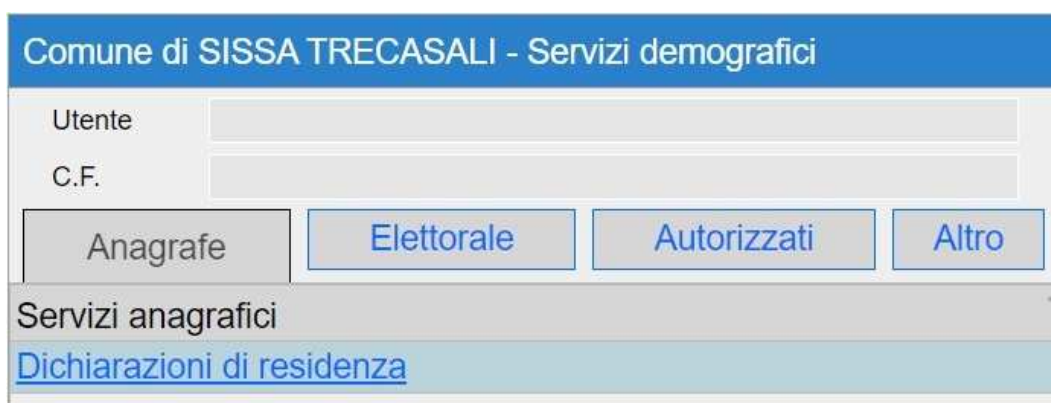 Comune di SISSA TRECASALI - Servizi demografici
Utente
C.F.
Anagrafe Elettorale Autorizzati Altro
Servizi anagrafici
Dichiarazioni di residenza